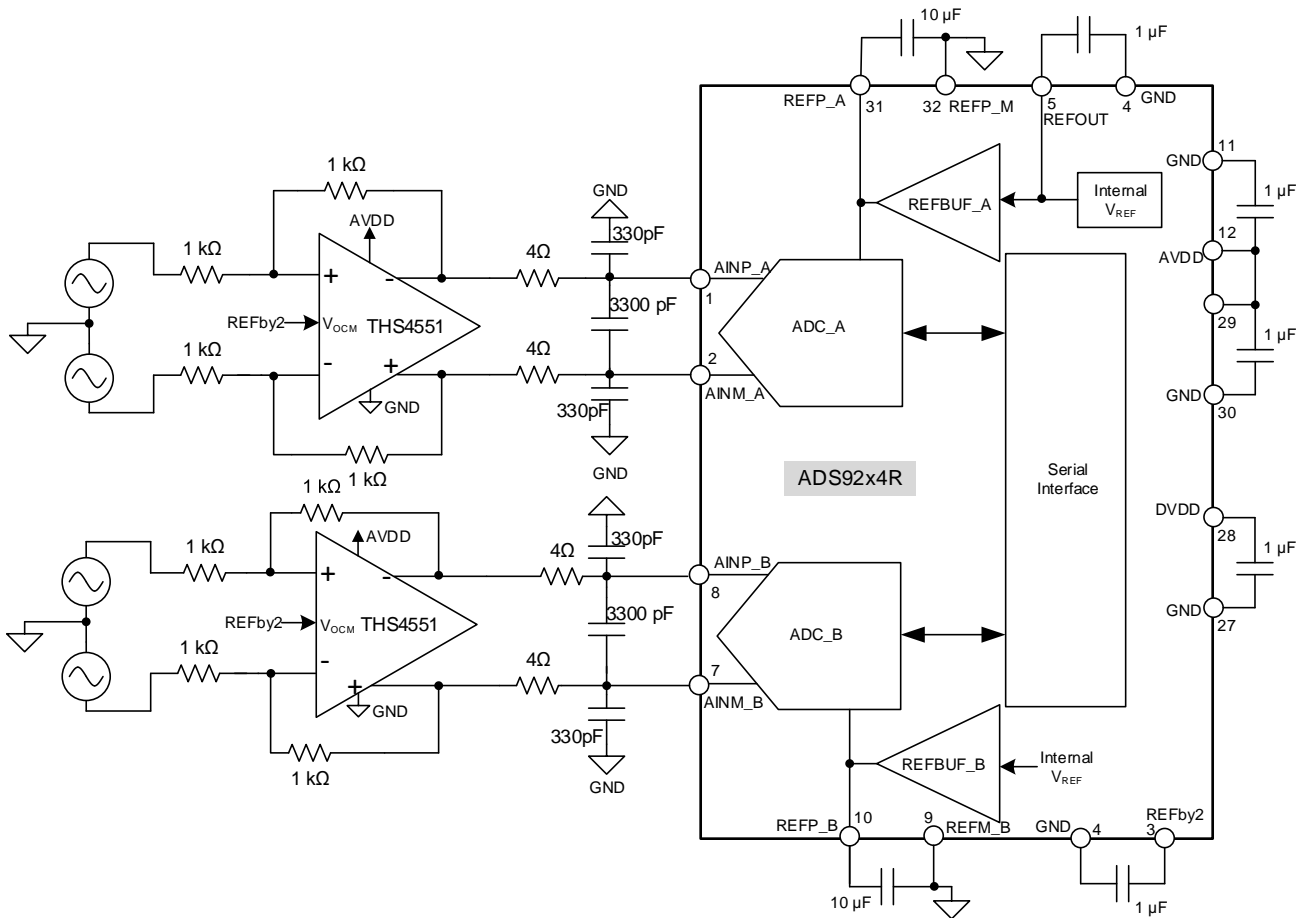 10 µF
1 µF
REFP_A
31
32
REFP_M
5
REFOUT
4
GND
1 kΩ
AVDD
1 kΩ
+
-
REFby2
VOCM
THS4551
1 kΩ
-
+
GND
1 kΩ
4Ω
4Ω
GND
330pF
3300 pF
330pF
GND
AINP_A
1
2
AINM_A
ADC_A
REFBUF_A
Internal
VREF
11
GND
1 µF
12
AVDD
29
1 µF
GND
30
ADS92x4R
Serial
Interface
DVDD
28
1 µF
GND
27
1 kΩ
AVDD
1 kΩ
+
-
REFby2
VOCM
THS4551
1 kΩ
-
+
GND
1 kΩ
4Ω
4Ω
GND
330pF
3300 pF
330pF
GND
AINP_B
8
7
AINM_B
ADC_B
REFBUF_B
Internal
VREF
REFP_B
10
9
REFM_B
GND
4
3
REFby2
10 µF
1 µF